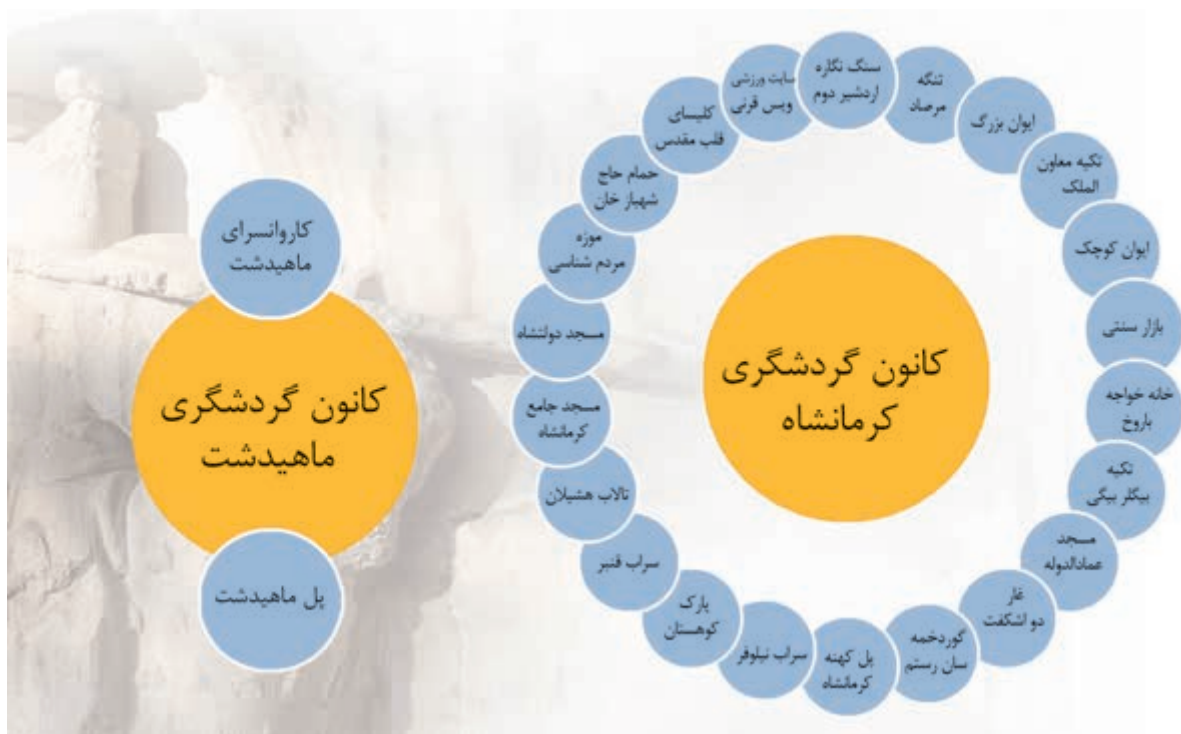 سنگ نگاره
اردشیر دوم
تنگه
مرصاد
ایوان بزرگ
تکیه معاون
الملک
ایوان کوچک
بازار سنتی
خانه خواجه
باروخ
تکیه
بیگلر بیگی
مسجد
عمادالدوله
غار
دو اشکفت
گوردخمه
سان رستم
پل کهنه
کرمانشاه
سراب نیلوفر
پارک
کوهستان
سراب قنبر
تالاب هشیلان
مسجد جامع
کرمانشاه
مسجد دولتشاه
موزه
مردم شناسی
حمام حاج
شهباز خان
کلیسای
قلب مقدس
سایت ورزشی
ویس قرنی
کانون گردشگری
کرمانشاه
کاروانسرای
ماهیدشت
کانون گردشگری
ماهیدشت
پل ماهیدشت